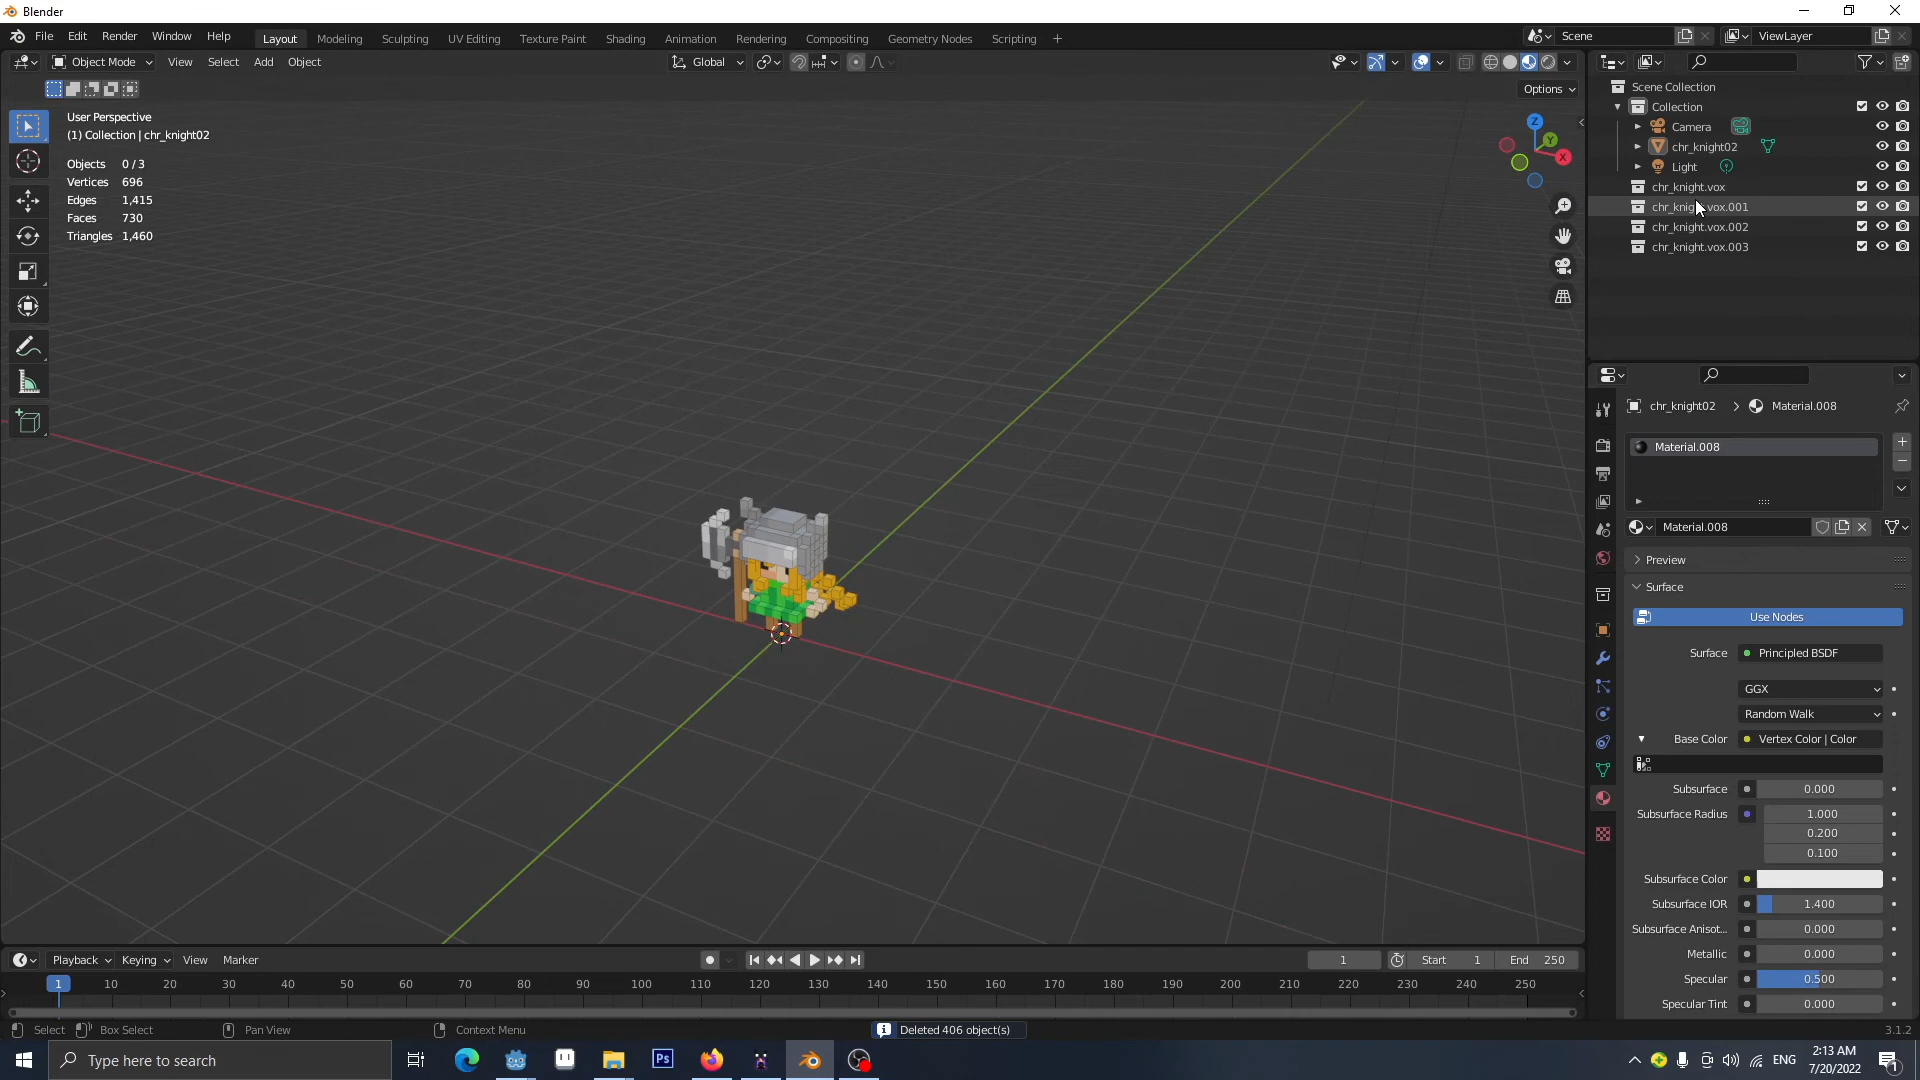 Blender
File Edit Render Window Help Layout Modeling Sculpting UV Editing Texture Paint Shading Animation Rendering Compositing Geometry Nodes Scripting + Scene ViewLayer
Object Mode View Select Add Object Global
Options
User Perspective
(1) Collection | chr_knight02
Objects 0 / 3
Vertices 696
Edges 1,415
Faces 730
Triangles 1,460
Z
Y
X
Scene Collection
Collection
Camera
chr_knight02
Light
chr_knight.vox
chr_knight.vox.001
chr_knight.vox.002
chr_knight.vox.003
chr_knight02 > Material.008
Material.008
Material.008
Preview
Surface
Use Nodes
Surface Principled BSDF
GGX
Random Walk
Base Color Vertex Color | Color
Subsurface 0.000
Subsurface Radius 1.000
0.200
0.100
Subsurface Color
Subsurface IOR 1.400
Subsurface Anisot... 0.000
Metallic 0.000
Specular 0.500
Specular Tint 0.000
Playback Keying View Marker 1 Start 1 End 250
1 10 20 30 40 50 60 70 80 90 100 110 120 130 140 150 160 170 180 190 200 210 220 230 240 250
Select Box Select Pan View Context Menu Deleted 406 object(s) 3.1.2
Type here to search Ps ENG 2:13 AM
7/20/2022 1